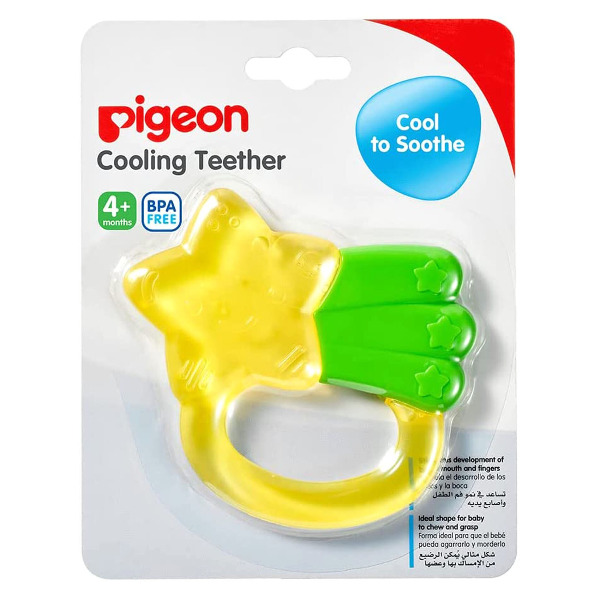 pigeon
Cooling Teether
Cool
to Soothe
4+
months
BPA
FREE
development of
mouth and fingers
el desarrollo de los
y la boca
تساعد في نمو فم الطفل
وأصابع يديه
Ideal shape for baby
to chew and grasp
Forma ideal para que el bebé
pueda agarrarlo y morderlo
شكل مثالي يُمكن الرضيع
من الإمساك بها وعضها